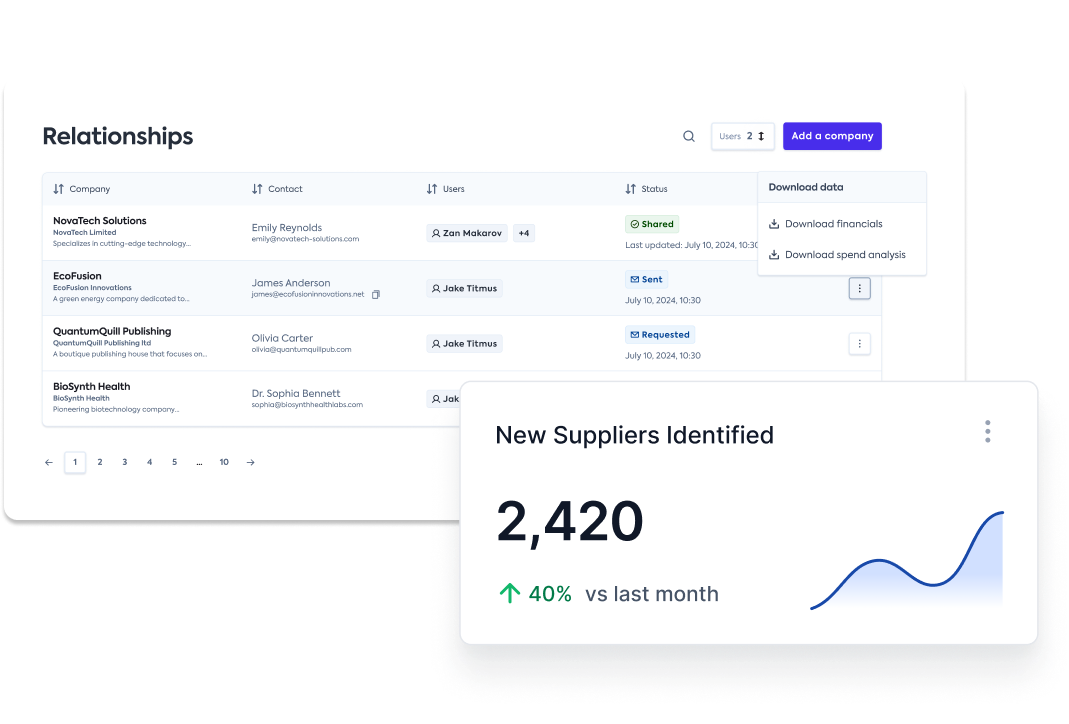 Relationships
Users 2
Add a company
Company Contact Users Status
Download data
Download financials
Download spend analysis
NovaTech Solutions
NovaTech Limited
Specializes in cutting-edge technology...
Emily Reynolds
emily@novatech-solutions.com
Zan Makarov +4
Shared
Last updated: July 10, 2024, 10:30
EcoFusion
EcoFusion Innovations
A green energy company dedicated to...
James Anderson
james@ecofusioninnovations.net
Jake Titmus
Sent
July 10, 2024, 10:30
QuantumQuill Publishing
QuantumQuill Publishing ltd
A boutique publishing house that focuses on...
Olivia Carter
olivia@quantumquillpub.com
Jake Titmus
Requested
July 10, 2024, 10:30
BioSynth Health
BioSynth Health
Pioneering biotechnology company...
Dr. Sophia Bennett
sophia@biosynthhealthlabs.com
Jak
1 2 3 4 5 ... 10
New Suppliers Identified
2,420
40% vs last month